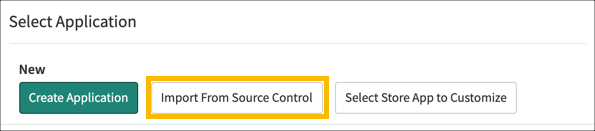 Select Application
New
Create Application Import From Source Control Select Store App to Customize